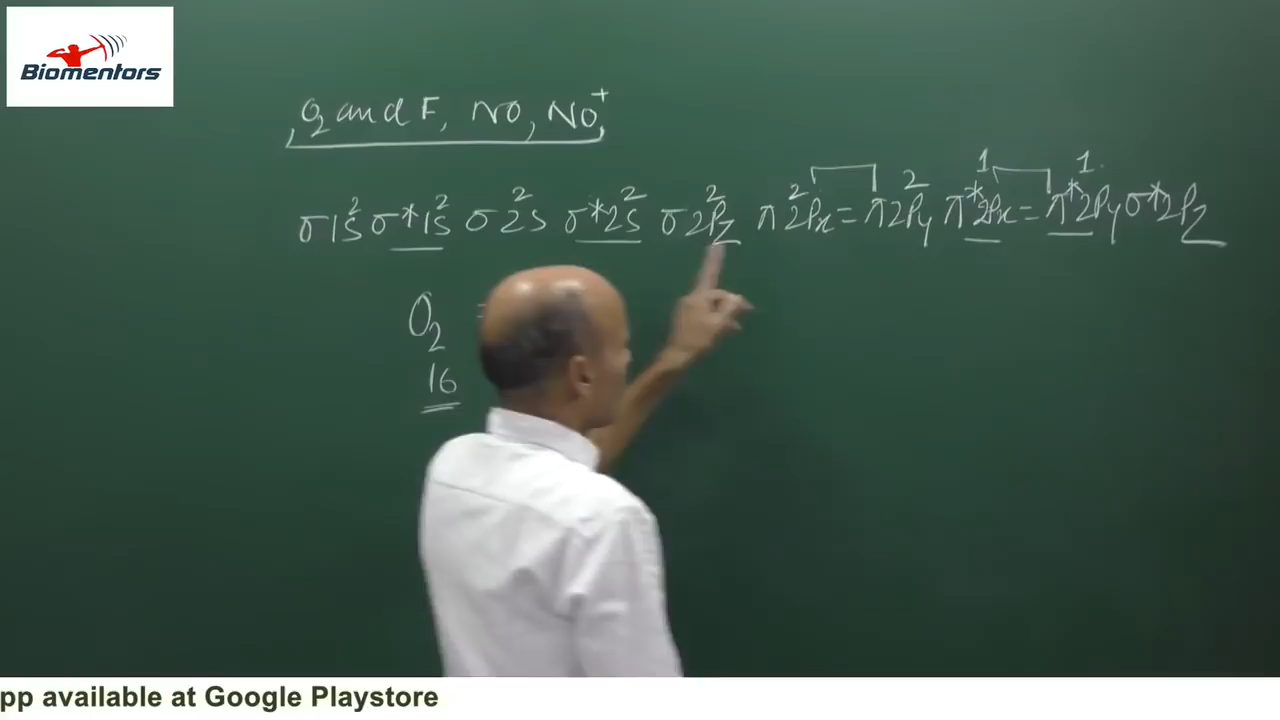 Biomentors
O₂ and F, NO, NO⁺,
σ1s² σ*1s² σ2s² σ*2s² σ2Pz² π2Px² = π2Py² π*2Px¹ = π*2Py¹ σ*2Pz
O₂ =
16
pp available at Google Playstore